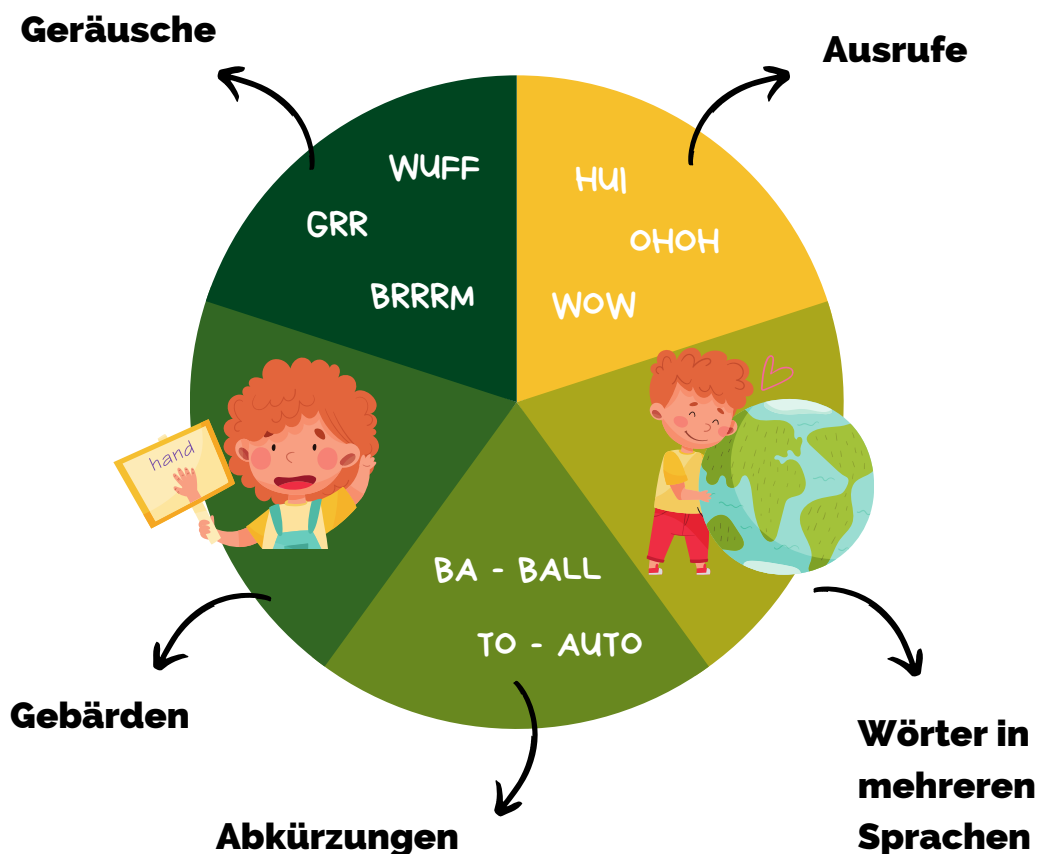 Geräusche
Ausrufe
WUFF
HUI
GRR
OHOH
BRRRM
WOW
hand
BA - BALL
TO - AUTO
Gebärden
Wörter in
mehreren
Sprachen
Abkürzungen